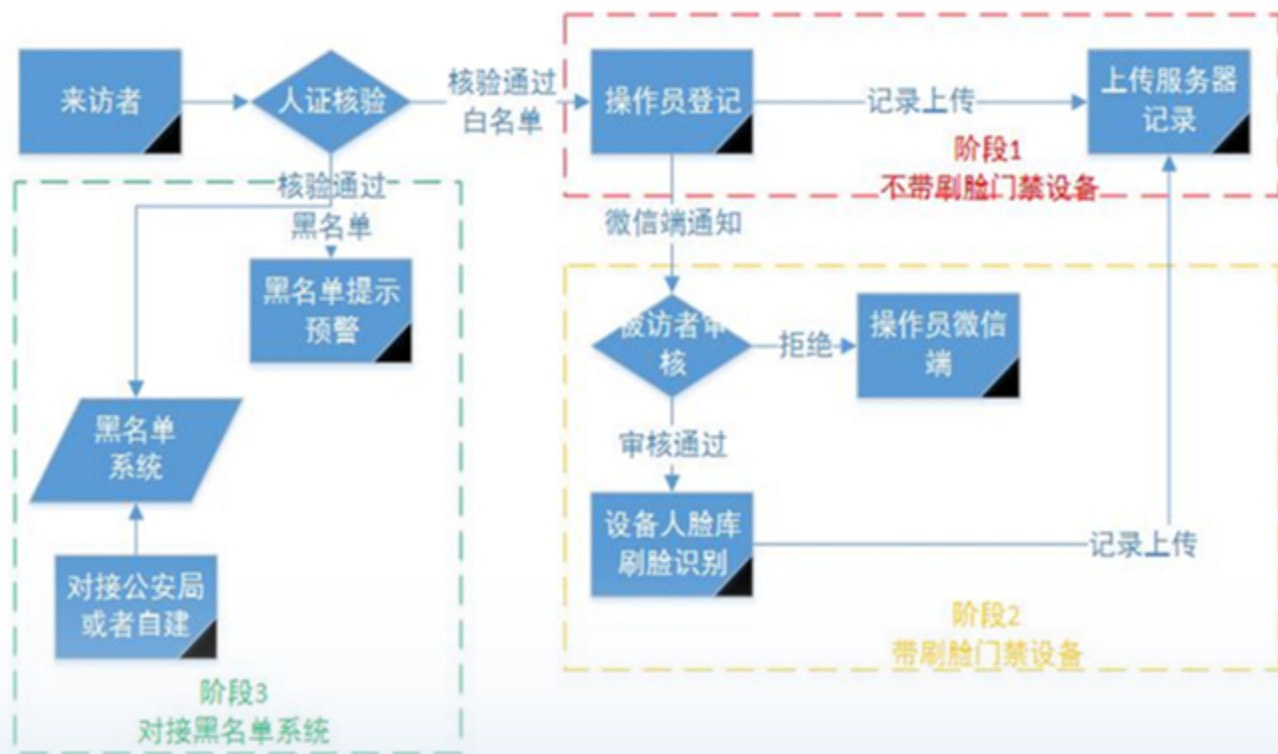 来访者
人证核验
核验通过
白名单
操作员登记
记录上传
上传服务器
记录
阶段1
不带刷脸门禁设备
核验通过
黑名单
微信端通知
黑名单提示
预警
被访者审
核
拒绝
操作员微信
端
黑名单
系统
审核通过
设备人脸库
刷脸识别
记录上传
对接公安局
或者自建
阶段2
带刷脸门禁设备
阶段3
对接黑名单系统